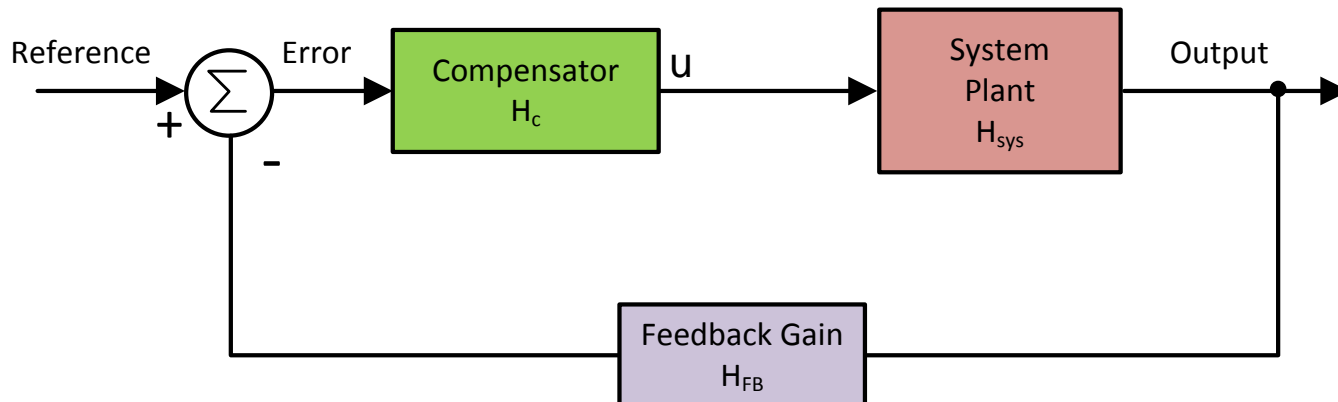 Reference
+
Σ
-
Error
Compensator
Hc
u
System
Plant
Hsys
Output
Feedback Gain
HFB